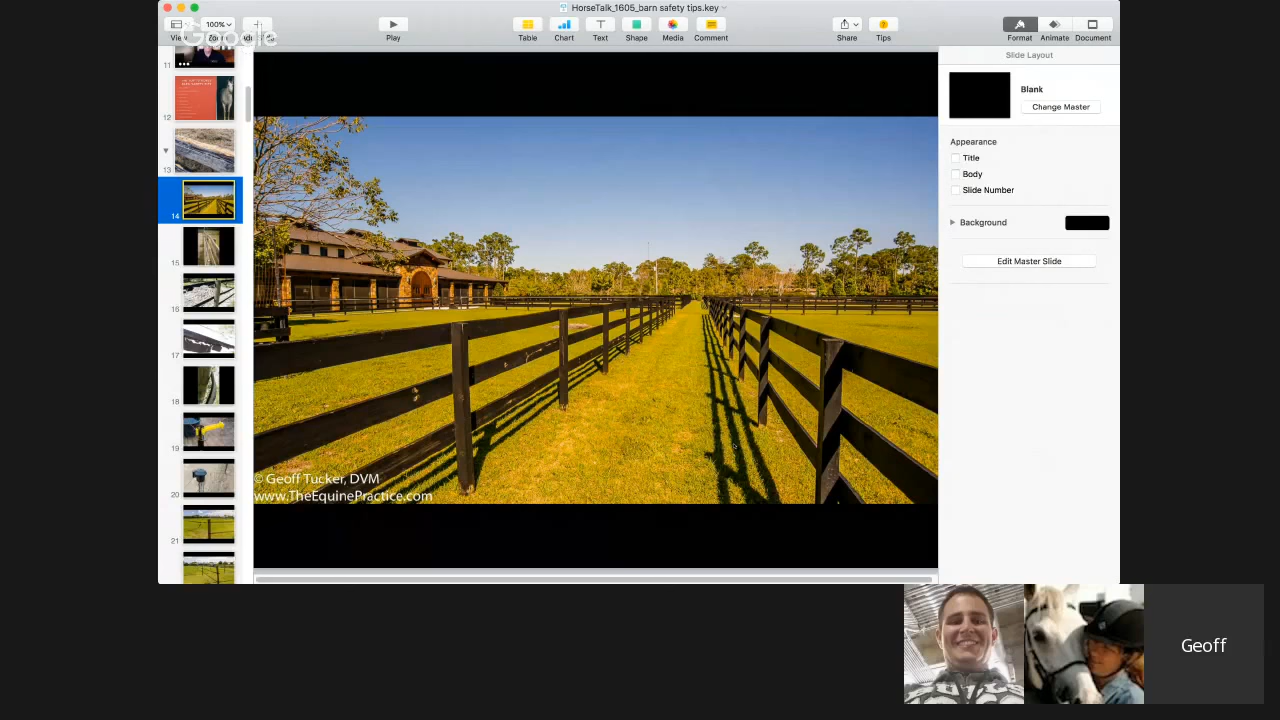 HorseTalk_1605_barn safety tips.key
100%
View
Play
Table
Chart
Text
Shape
Media
Comment
Share
Tips
Format
Animate
Document
Google
Slide Layout
Blank
Change Master
Appearance
Title
Body
Slide Number
Background
Edit Master Slide
11
12
13
14
15
16
17
18
19
20
21
© Geoff Tucker, DVM
www.TheEquinePractice.com
Geoff